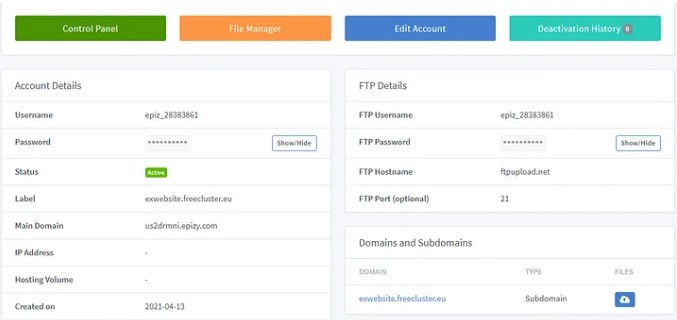 Control Panel
File Manager
Edit Account
Deactivation History 0
Account Details
Username epiz_28383861
Password ********** Show/Hide
Status Active
Label exwebsite.freecluster.eu
Main Domain us2drmni.epizy.com
IP Address -
Hosting Volume -
Created on 2021-04-13
FTP Details
FTP Username epiz_28383861
FTP Password ********** Show/Hide
FTP Hostname ftpupload.net
FTP Port (optional) 21
Domains and Subdomains
DOMAIN TYPE FILES
exwebsite.freecluster.eu Subdomain